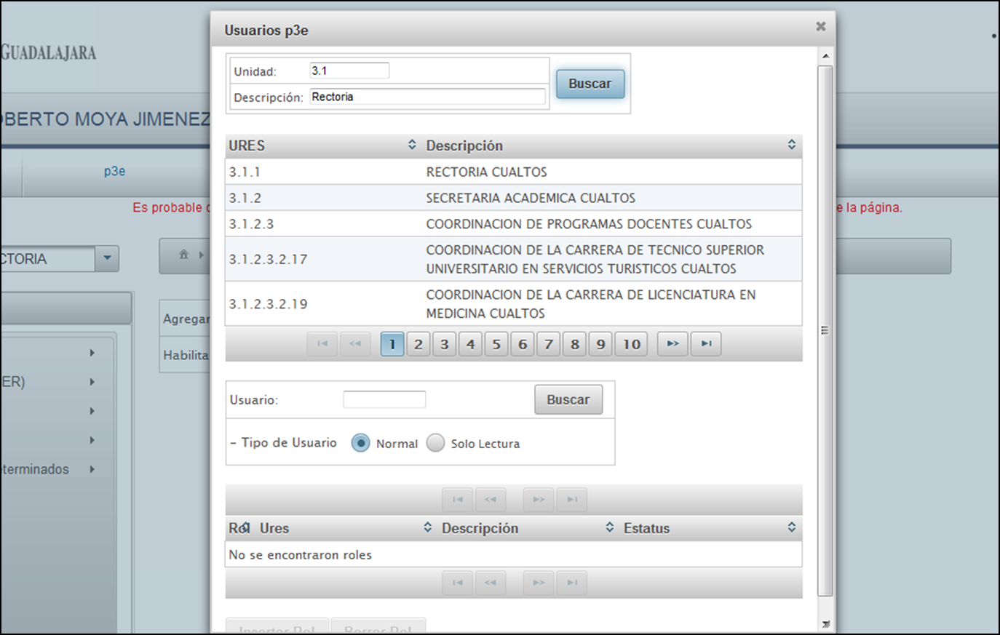 Usuarios p3e
GUADALAJARA
Unidad: 3.1
Buscar
Descripción: Rectoria
MOYA JIMENEZ
URES Descripción
3.1.1 RECTORIA CUALTOS
p3e
3.1.2 SECRETARIA ACADEMICA CUALTOS
Es probable
e la página.
3.1.2.3 COORDINACION DE PROGRAMAS DOCENTES CUALTOS
3.1.2.3.2.17 COORDINACION DE LA CARRERA DE TECNICO SUPERIOR
UNIVERSITARIO EN SERVICIOS TURISTICOS CUALTOS
CTORIA
3.1.2.3.2.19 COORDINACION DE LA CARRERA DE LICENCIATURA EN
MEDICINA CUALTOS
Agregar
1 2 3 4 5 6 7 8 9 10
Habilita
ER)
Usuario: Buscar
- Tipo de Usuario Normal Solo Lectura
eterminados
Rol Ures Descripción Estatus
No se encontraron roles
Insertar Rol Borrar Rol